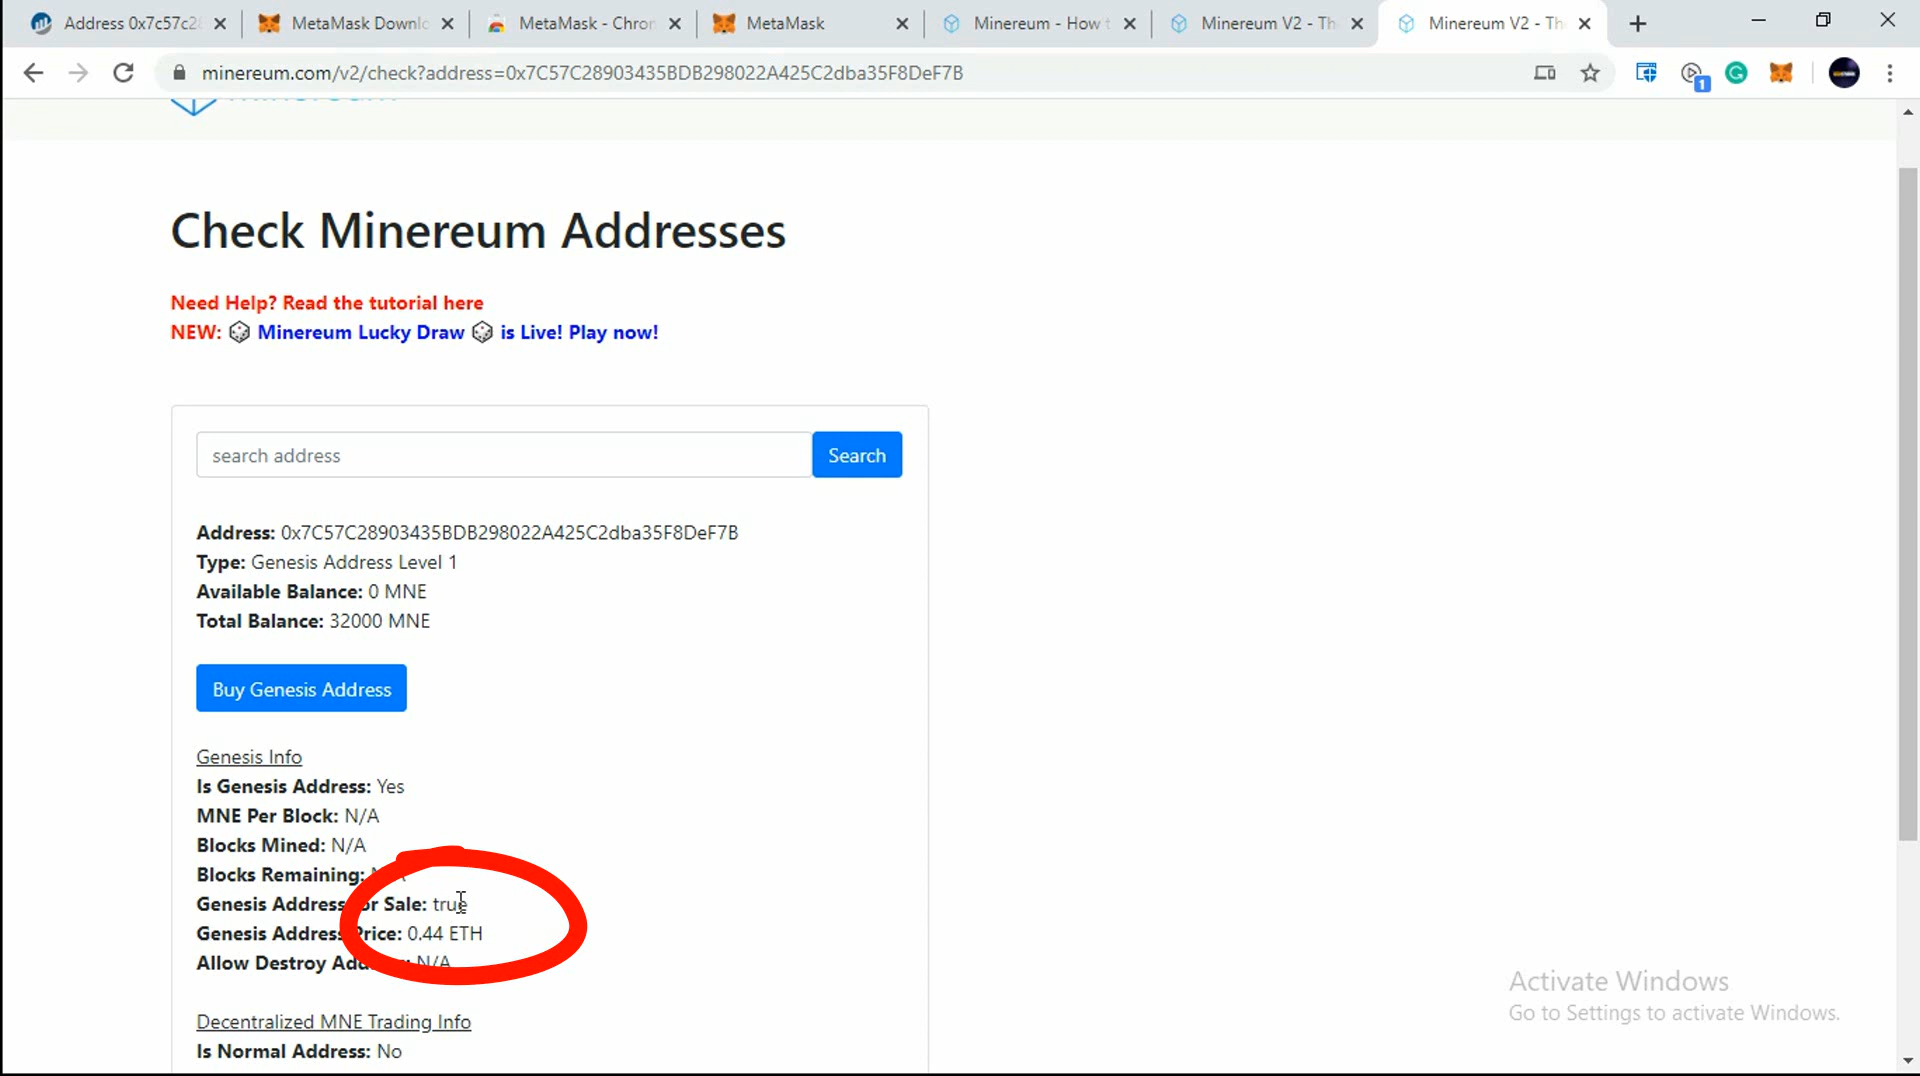 Address 0x7c57c2
MetaMask Downlo
MetaMask - Chron
MetaMask
Minereum - How t
Minereum V2 - Th
Minereum V2 - Th
minereum.com/v2/check?address=0x7C57C28903435BDB298022A425C2dba35F8DeF7B
1
Check Minereum Addresses
Need Help? Read the tutorial here
NEW: 🎲 Minereum Lucky Draw 🎲 is Live! Play now!
search address
Search
Address: 0x7C57C28903435BDB298022A425C2dba35F8DeF7B
Type: Genesis Address Level 1
Available Balance: 0 MNE
Total Balance: 32000 MNE
Buy Genesis Address
Genesis Info
Is Genesis Address: Yes
MNE Per Block: N/A
Blocks Mined: N/A
Blocks Remaining:
Genesis Address For Sale: true
Genesis Address Price: 0.44 ETH
Allow Destroy Address: N/A
Decentralized MNE Trading Info
Is Normal Address: No
Activate Windows
Go to Settings to activate Windows.